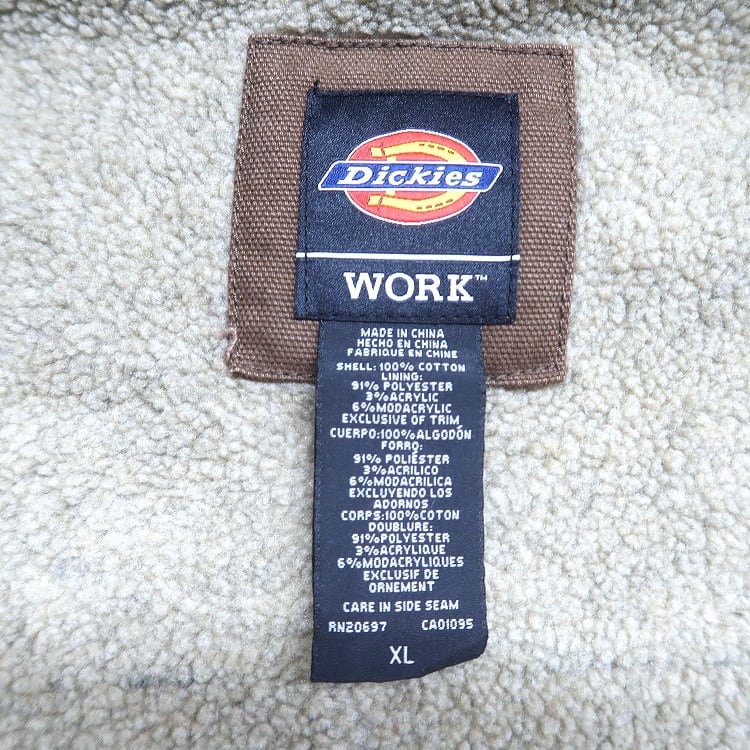 Dickies
WORK™
MADE IN CHINA
HECHO EN CHINA
FABRIQUE EN CHINE
SHELL: 100% COTTON
LINING:
91% POLYESTER
3% ACRYLIC
6% MODACRYLIC
EXCLUSIVE OF TRIM
CUERPO: 100% ALGODÓN
FORRO:
91% POLIÉSTER
3% ACRILICO
6% MODACRILICA
EXCLUYENDO LOS
ADORNOS
CORPS: 100% COTON
DOUBLURE:
91% POLYESTER
3% ACRYLIQUE
6% MODACRYLIQUES
EXCLUSIF DE
ORNEMENT
CARE IN SIDE SEAM
RN20697 CA01095
XL